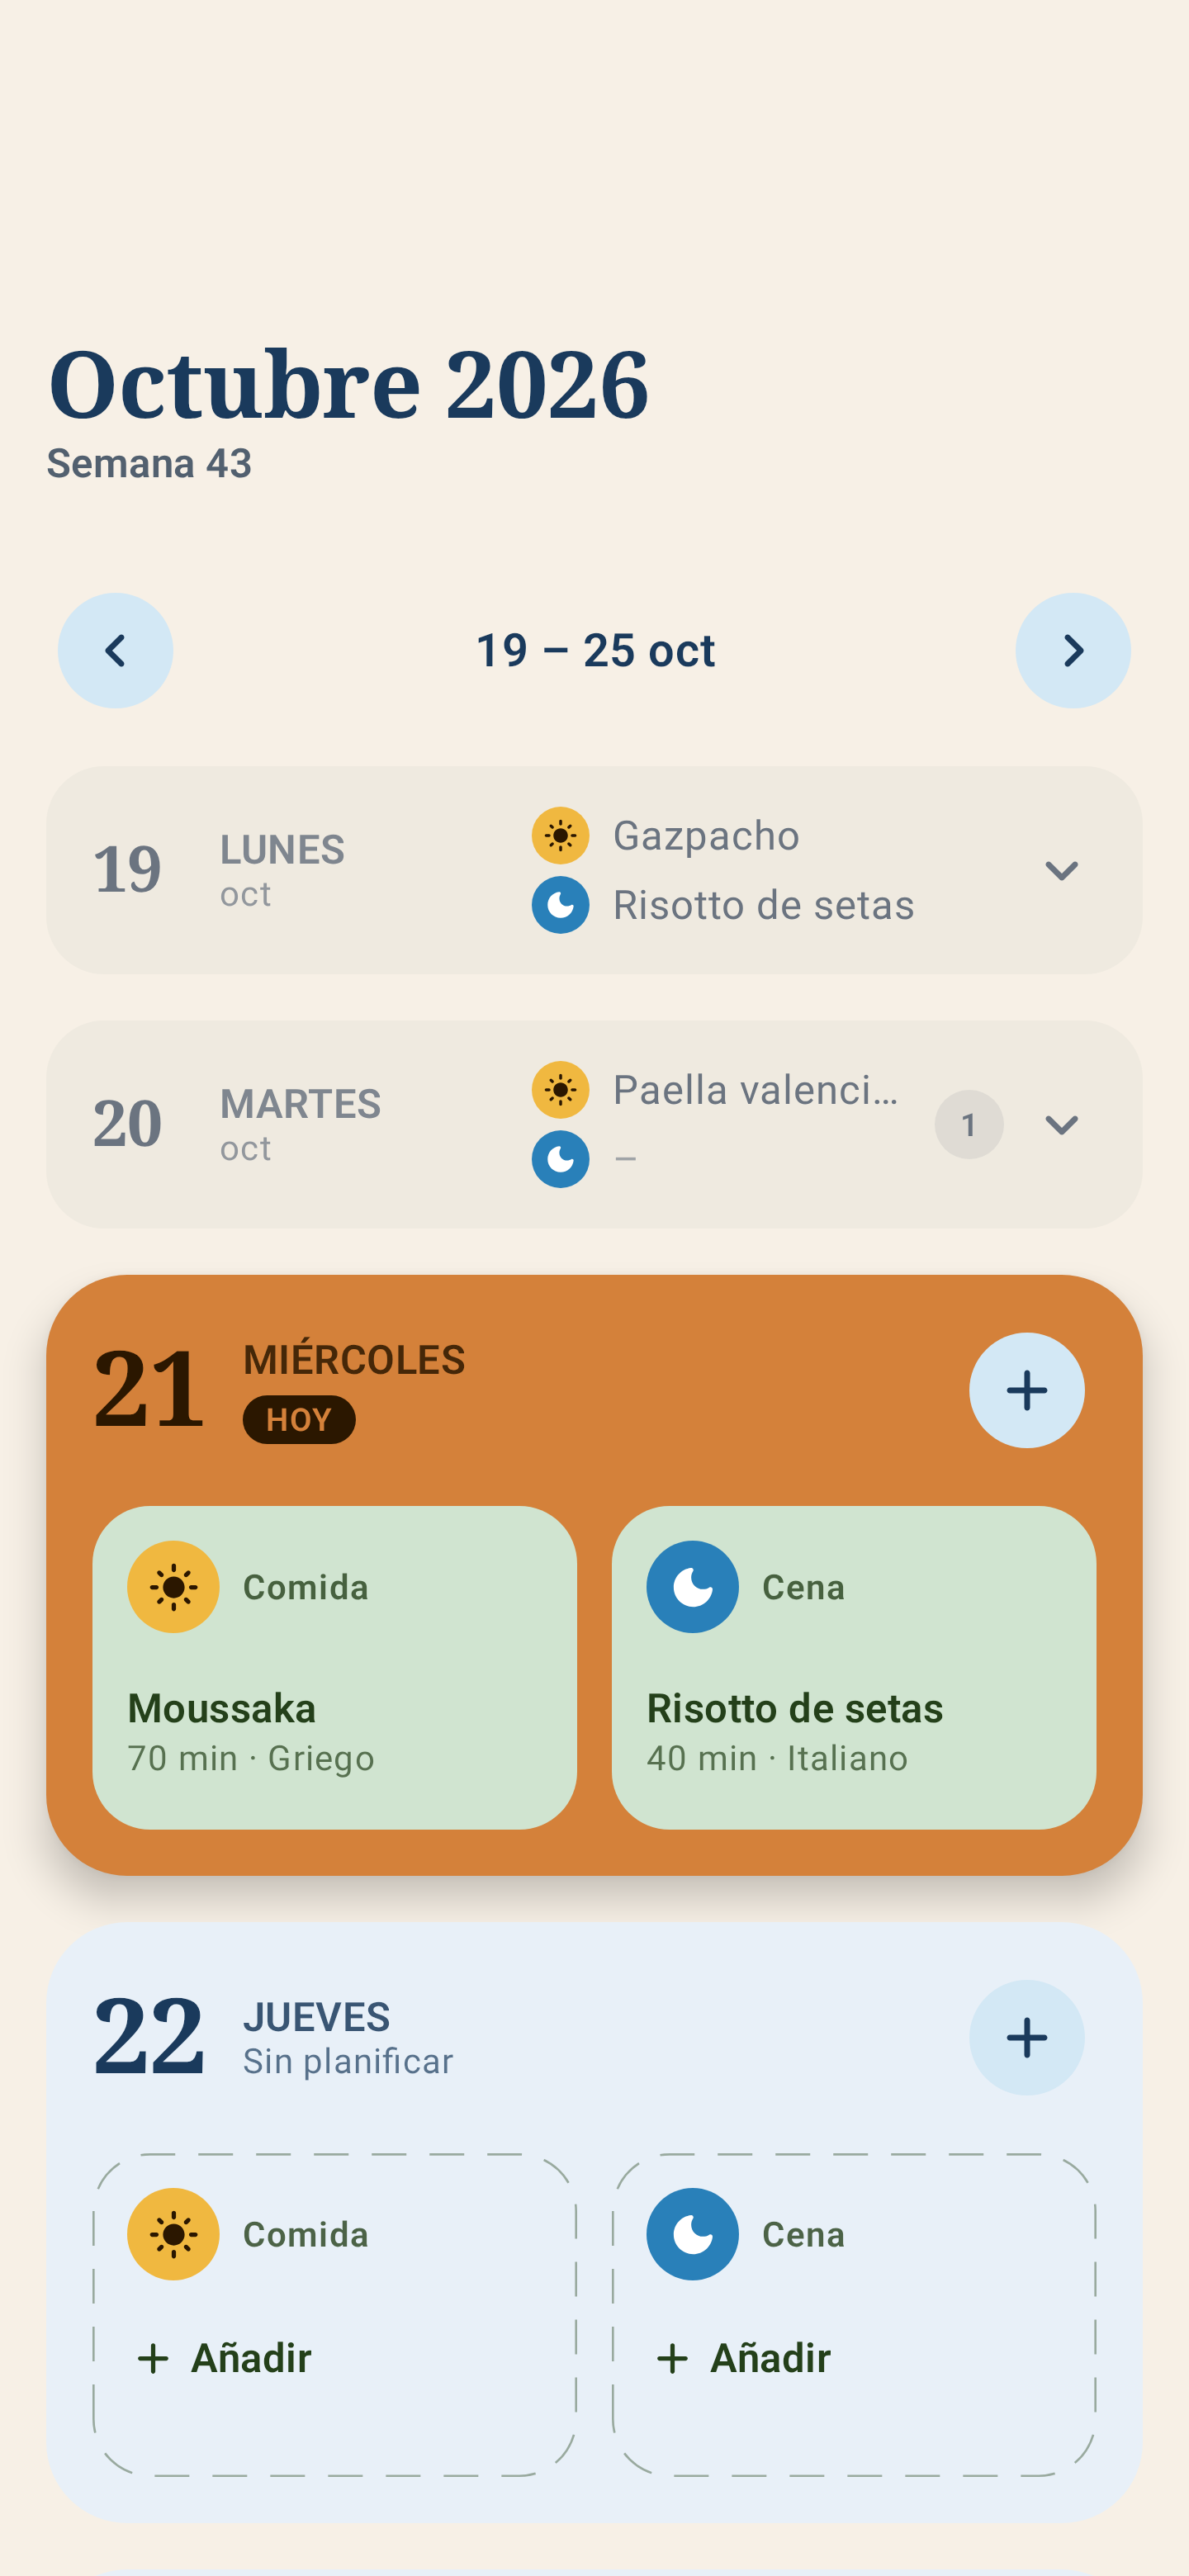 Octubre 2026
Semana 43
19 – 25 oct
19
LUNES
oct
Gazpacho
Risotto de setas
20
MARTES
oct
Paella valenci...
–
1
21
MIÉRCOLES
HOY
Comida
Moussaka
70 min · Griego
Cena
Risotto de setas
40 min · Italiano
22
JUEVES
Sin planificar
Comida
+ Añadir
Cena
+ Añadir